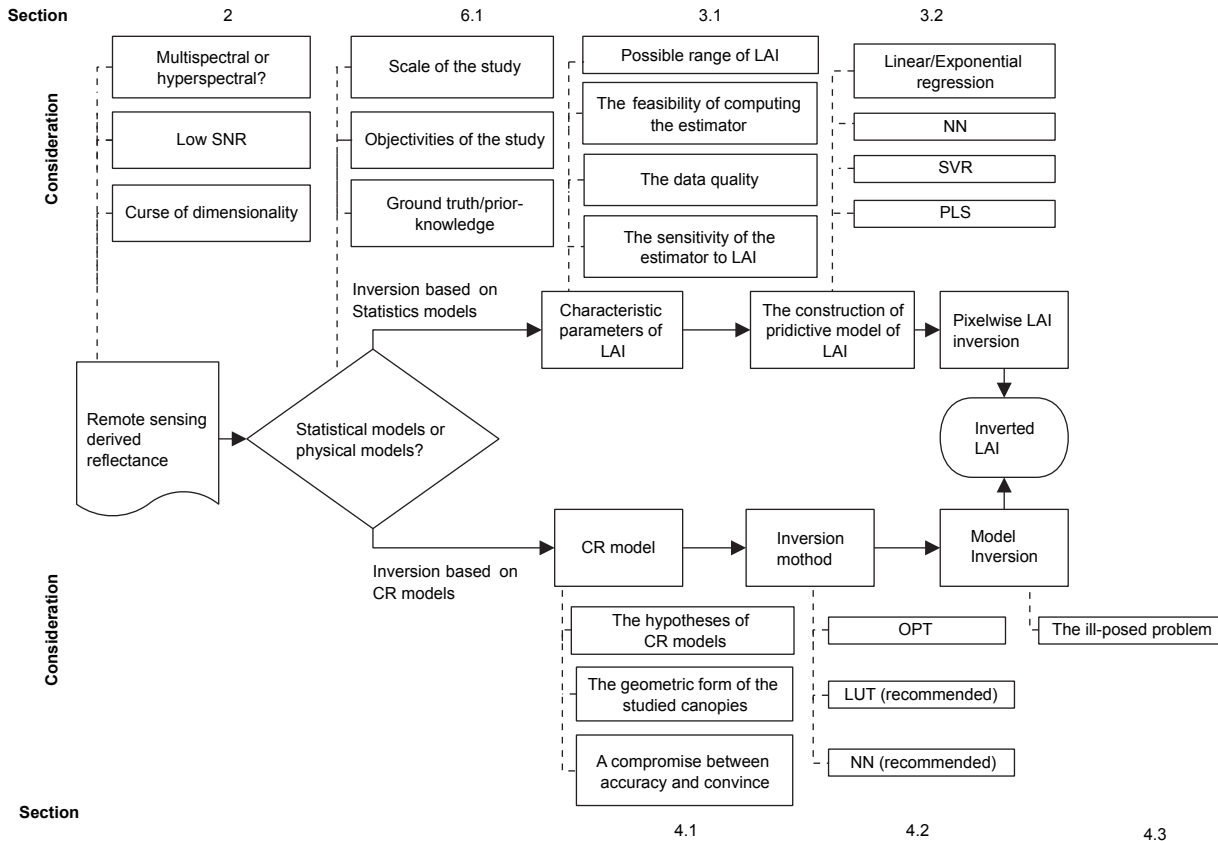 Section
2
6.1
3.1
3.2
Consideration
Multispectral or
hyperspectral?
Low SNR
Curse of dimensionality
Scale of the study
Objectivities of the study
Ground truth/prior-
knowledge
Possible range of LAI
The feasibility of computing
the estimator
The data quality
The sensitivity of the
estimator to LAI
Linear/Exponential
regression
NN
SVR
PLS
Inversion based on
Statistics models
Characteristic
parameters of
LAI
The construction of
pridictive model of
LAI
Pixelwise LAI
inversion
Remote sensing
derived
reflectance
Statistical models or
physical models?
Inverted
LAI
Inversion based on
CR models
CR model
Inversion
mothod
Model
Inversion
Consideration
The hypotheses of
CR models
The geometric form of the
studied canopies
A compromise between
accuracy and convince
OPT
LUT (recommended)
NN (recommended)
The ill-posed problem
Section
4.1
4.2
4.3